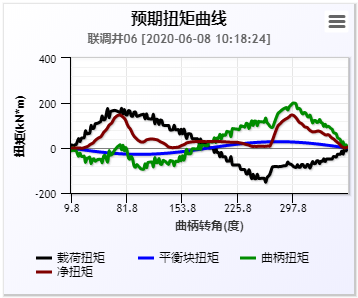 预期扭矩曲线
联调井06 [2020-06-08 10:18:24]
扭矩(kN*m)
400
200
0
-200
9.8 81.8 153.8 225.8 297.8
曲柄转角(度)
载荷扭矩 平衡块扭矩 曲柄扭矩
净扭矩